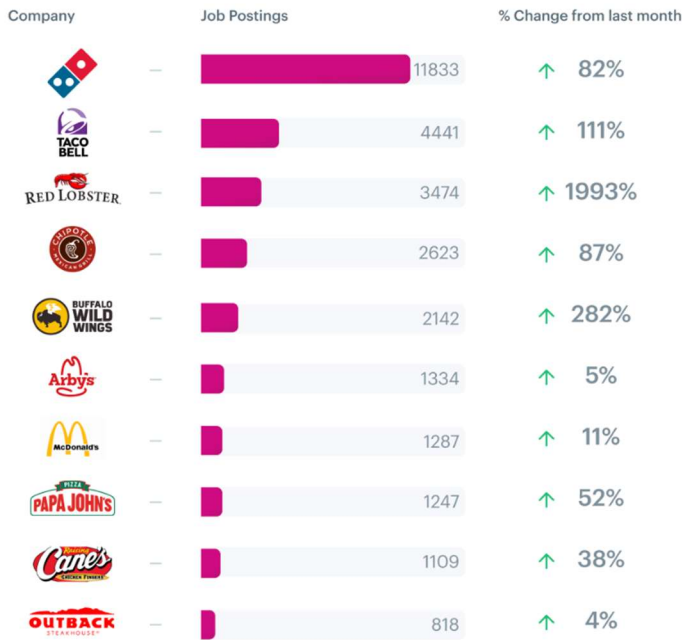 Company Job Postings % Change from last month
11833 82%
TACO
BELL
4441 111%
RED LOBSTER
3474 1993%
CHIPOTLE
MEXICAN GRILL
2623 87%
BUFFALO
WILD
WINGS
2142 282%
Arby's
1334 5%
McDonald's
1287 11%
PIZZA
PAPA JOHN'S
1247 52%
Raising
Cane's
CHICKEN FINGERS
1109 38%
OUTBACK
STEAKHOUSE
818 4%